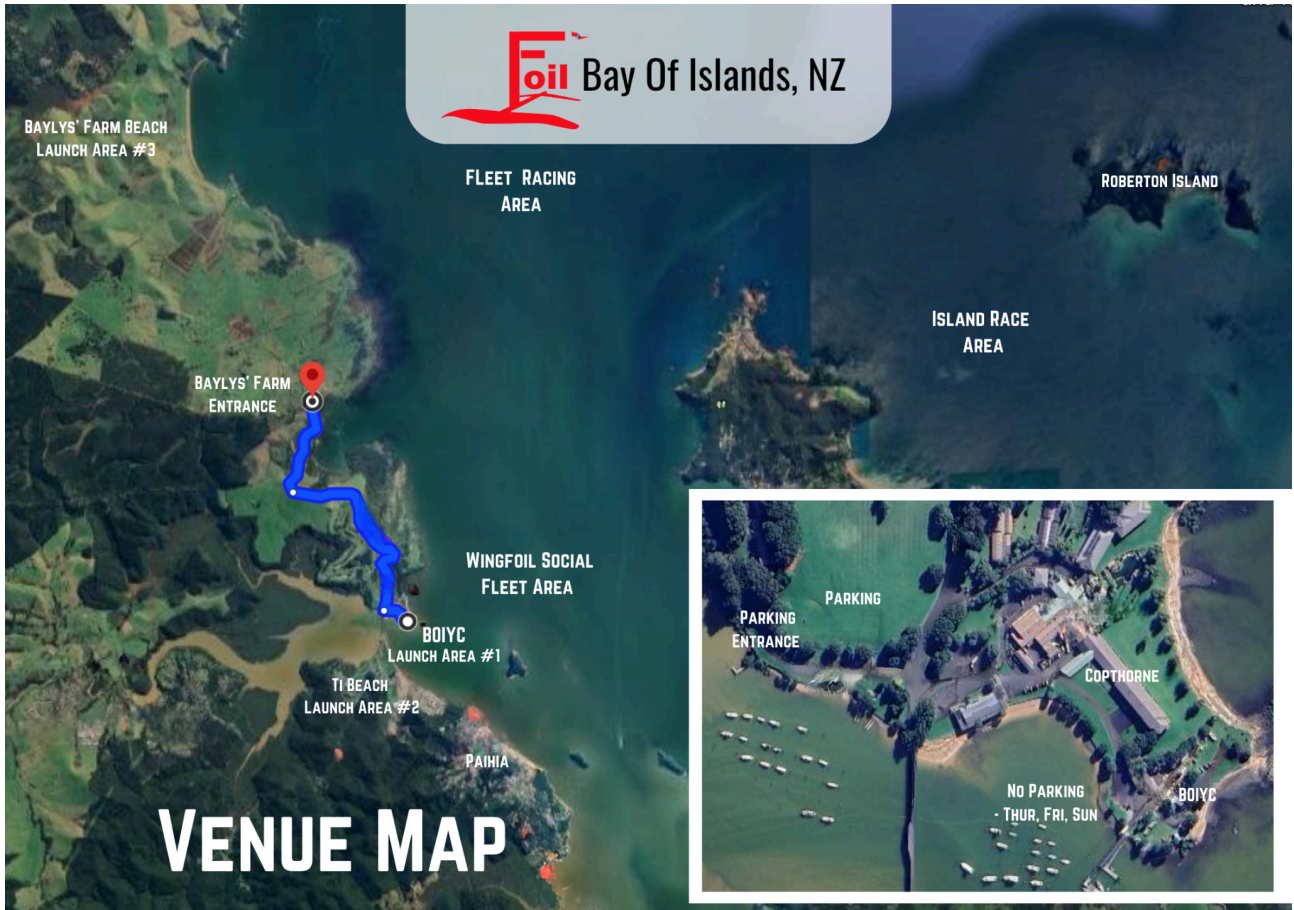 Foil Bay Of Islands, NZ
BAYLYS' FARM BEACH
LAUNCH AREA #3
FLEET RACING
AREA
ROBERTON ISLAND
ISLAND RACE
AREA
BAYLYS' FARM
ENTRANCE
WINGFOIL SOCIAL
FLEET AREA
BOIYC
LAUNCH AREA #1
TI BEACH
LAUNCH AREA #2
PAIHIA
VENUE MAP
PARKING
PARKING
ENTRANCE
COPTHORNE
NO PARKING
- THUR, FRI, SUN
BOIYC